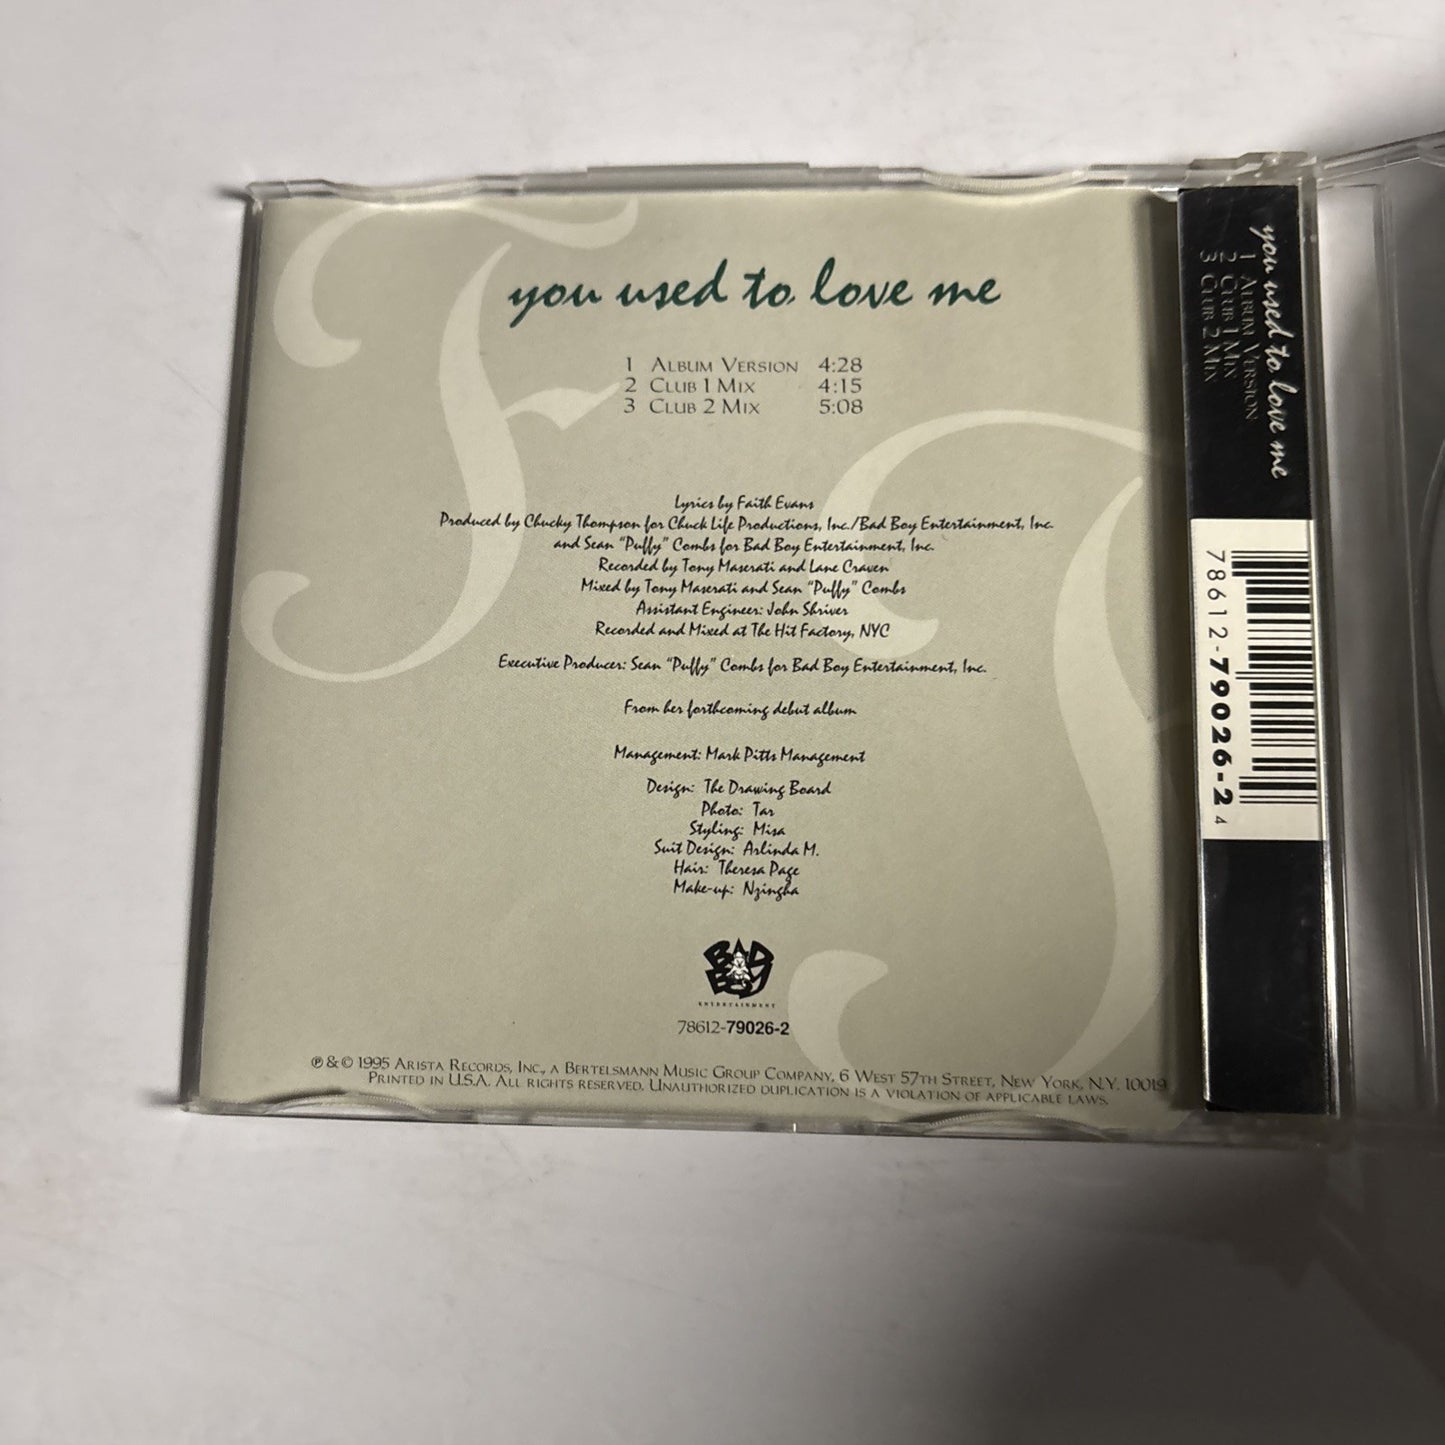 you used to love me
1 Album Version 4:28
2 Club 1 Mix 4:15
3 Club 2 Mix 5:08
Lyrics by Faith Evans
Produced by Chucky Thompson for Chuck Life Productions, Inc./Bad Boy Entertainment, Inc.
and Sean "Puffy" Combs for Bad Boy Entertainment, Inc.
Recorded by Tony Maserati and Lane Craven
Mixed by Tony Maserati and Sean "Puffy" Combs
Assistant Engineer: John Shriver
Recorded and Mixed at The Hit Factory, NYC
Executive Producer: Sean "Puffy" Combs for Bad Boy Entertainment, Inc.
From her forthcoming debut album
Management: Mark Pitts Management
Design: The Drawing Board
Photo: Tar
Styling: Misa
Suit Design: Arlinda M.
Hair: Theresa Page
Make-up: Nzingha
BAD
BOY
ENTERTAINMENT
78612-79026-2
℗ & © 1995 Arista Records, Inc., a Bertelsmann Music Group Company, 6 West 57th Street, New York, N.Y. 10019
Printed in U.S.A. All rights reserved. Unauthorized duplication is a violation of applicable laws.
you used to love me
1 Album Version
2 Club 1 Mix
3 Club 2 Mix
78612-79026-2 4